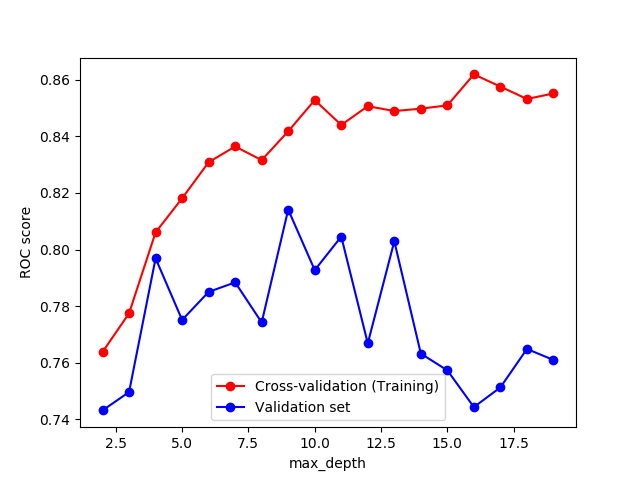 0.86
0.84
0.82
0.80
0.78
0.76
0.74
ROC score
Cross-validation (Training)
Validation set
2.5 5.0 7.5 10.0 12.5 15.0 17.5
max_depth